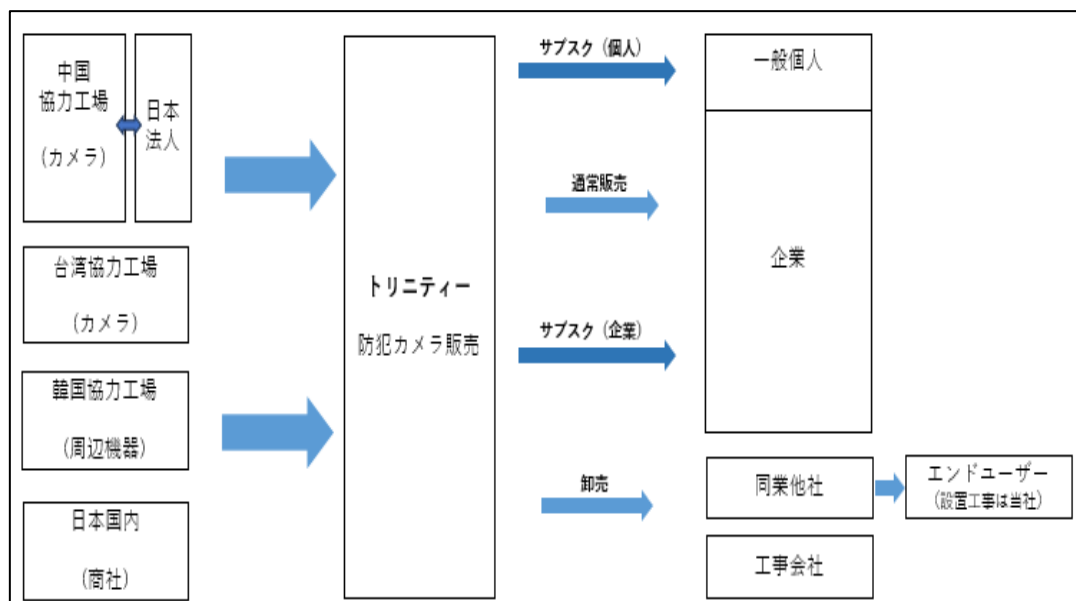 中国
協力工場
(カメラ)
日本
法人
台湾協力工場
(カメラ)
韓国協力工場
(周辺機器)
日本国内
(商社)
トリニティー
防犯カメラ販売
サブスク（個人）
通常販売
サブスク（企業）
卸売
一般個人
企業
同業他社
工事会社
エンドユーザー
(設置工事は当社)